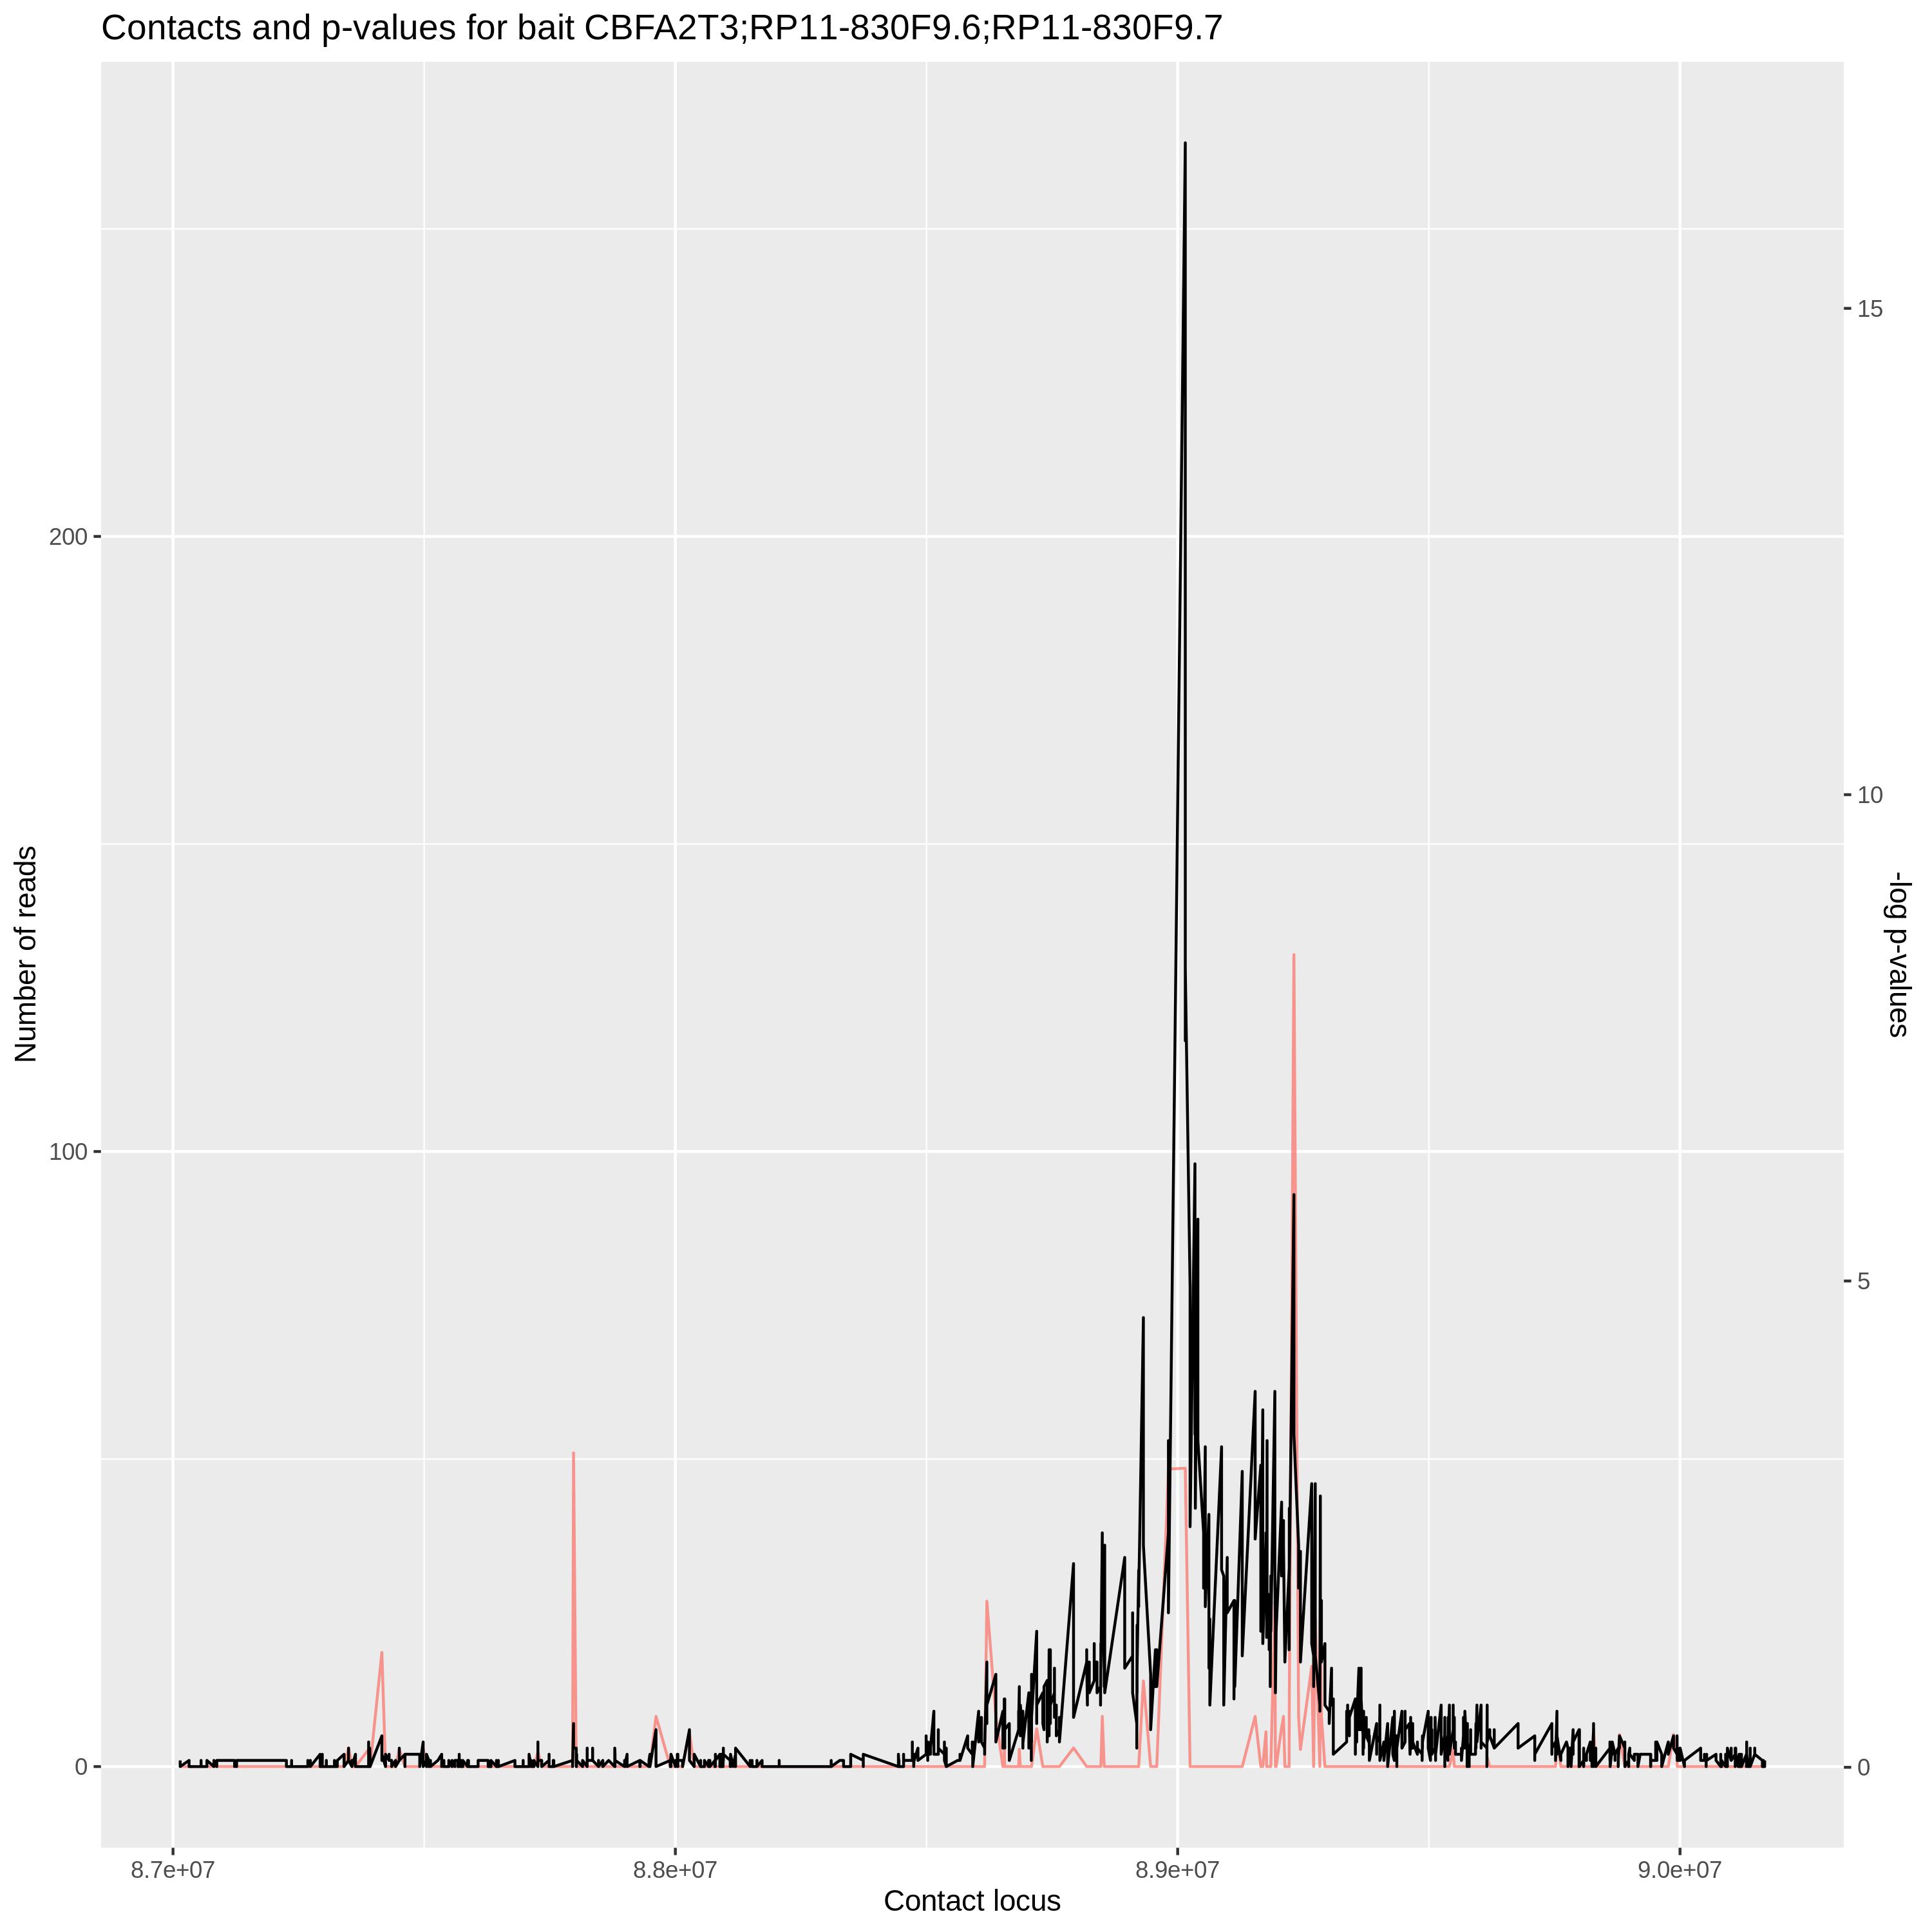 Contacts and p-values for bait CBFA2T3;RP11-830F9.6;RP11-830F9.7
Number of reads
200
100
0
15
10
5
0
-log p-values
8.7e+07 8.8e+07 8.9e+07 9.0e+07
Contact locus